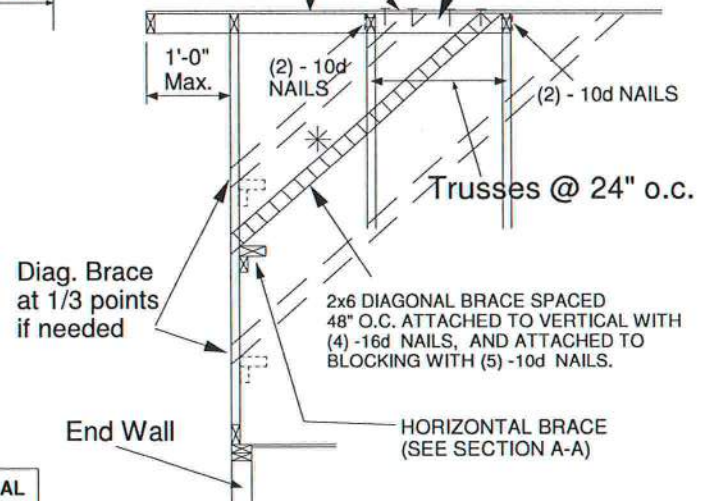 1'-0"
Max.
(2) - 10d
NAILS
(2) - 10d NAILS
Trusses @ 24" o.c.
Diag. Brace
at 1/3 points
if needed
2x6 DIAGONAL BRACE SPACED
48" O.C. ATTACHED TO VERTICAL WITH
(4) -16d NAILS, AND ATTACHED TO
BLOCKING WITH (5) -10d NAILS.
HORIZONTAL BRACE
(SEE SECTION A-A)
End Wall
AL